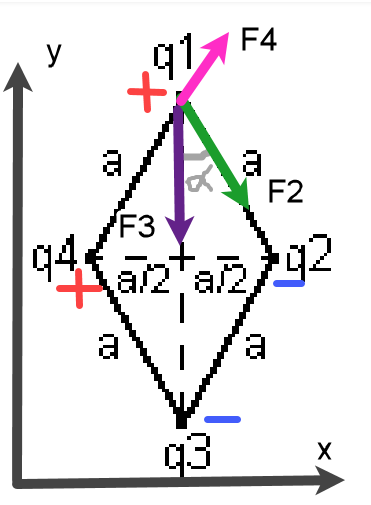 y
F4
q1
+
a
α
a
F2
F3
q4
q2
+
a/2
a/2
−
a
a
−
q3
x